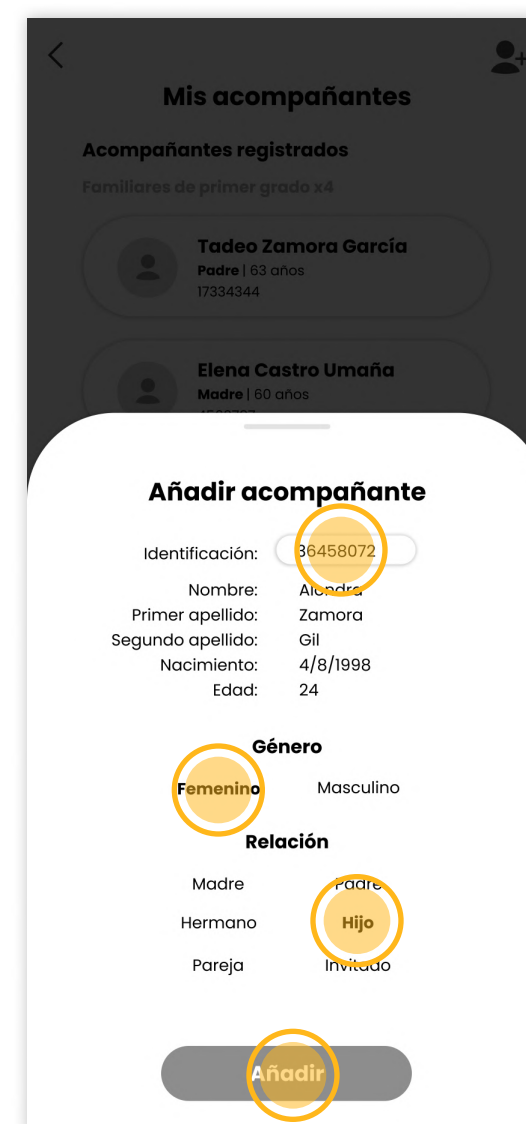 Mis acompañantes
Acompañantes registrados
Familiares de primer grado x4
Tadeo Zamora García
Padre | 63 años
17334344
Elena Castro Umaña
Madre | 60 años
Añadir acompañante
Identificación: 36458072
Nombre: Alondra
Primer apellido: Zamora
Segundo apellido: Gil
Nacimiento: 4/8/1998
Edad: 24
Género
Femenino Masculino
Relación
Madre Padre
Hermano Hijo
Pareja Invitado
Añadir